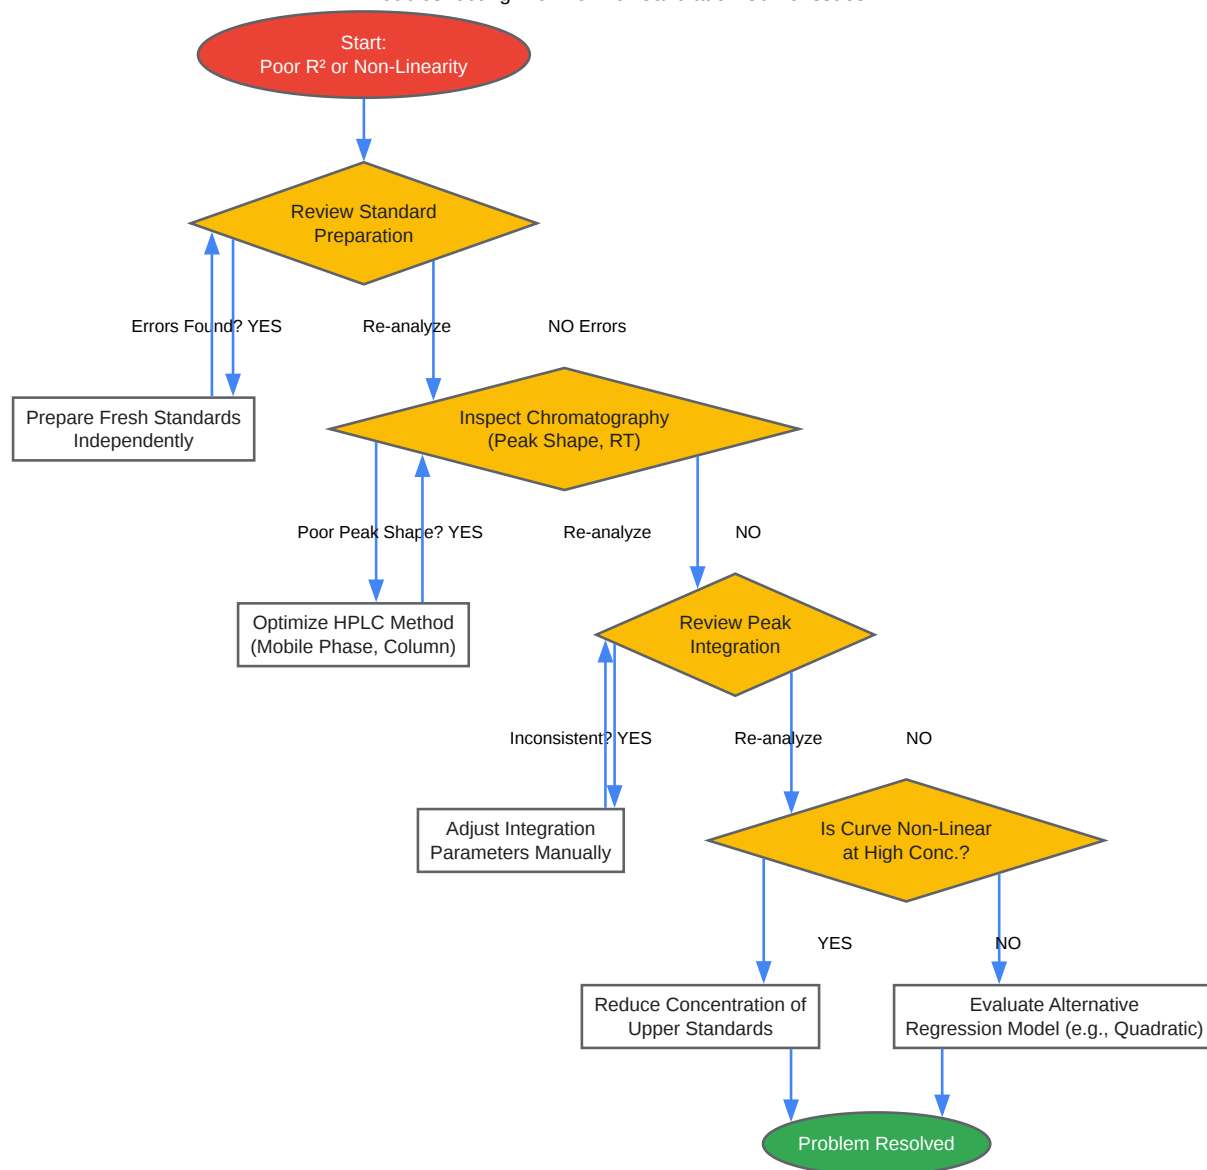 Start:
Poor R² or Non-Linearity
Review Standard
Preparation
Errors Found? YES
Re-analyze
NO Errors
Prepare Fresh Standards
Independently
Inspect Chromatography
(Peak Shape, RT)
Poor Peak Shape? YES
Re-analyze
NO
Optimize HPLC Method
(Mobile Phase, Column)
Review Peak
Integration
Inconsistent? YES
Re-analyze
NO
Adjust Integration
Parameters Manually
Is Curve Non-Linear
at High Conc.?
YES
NO
Reduce Concentration of
Upper Standards
Evaluate Alternative
Regression Model (e.g., Quadratic)
Problem Resolved